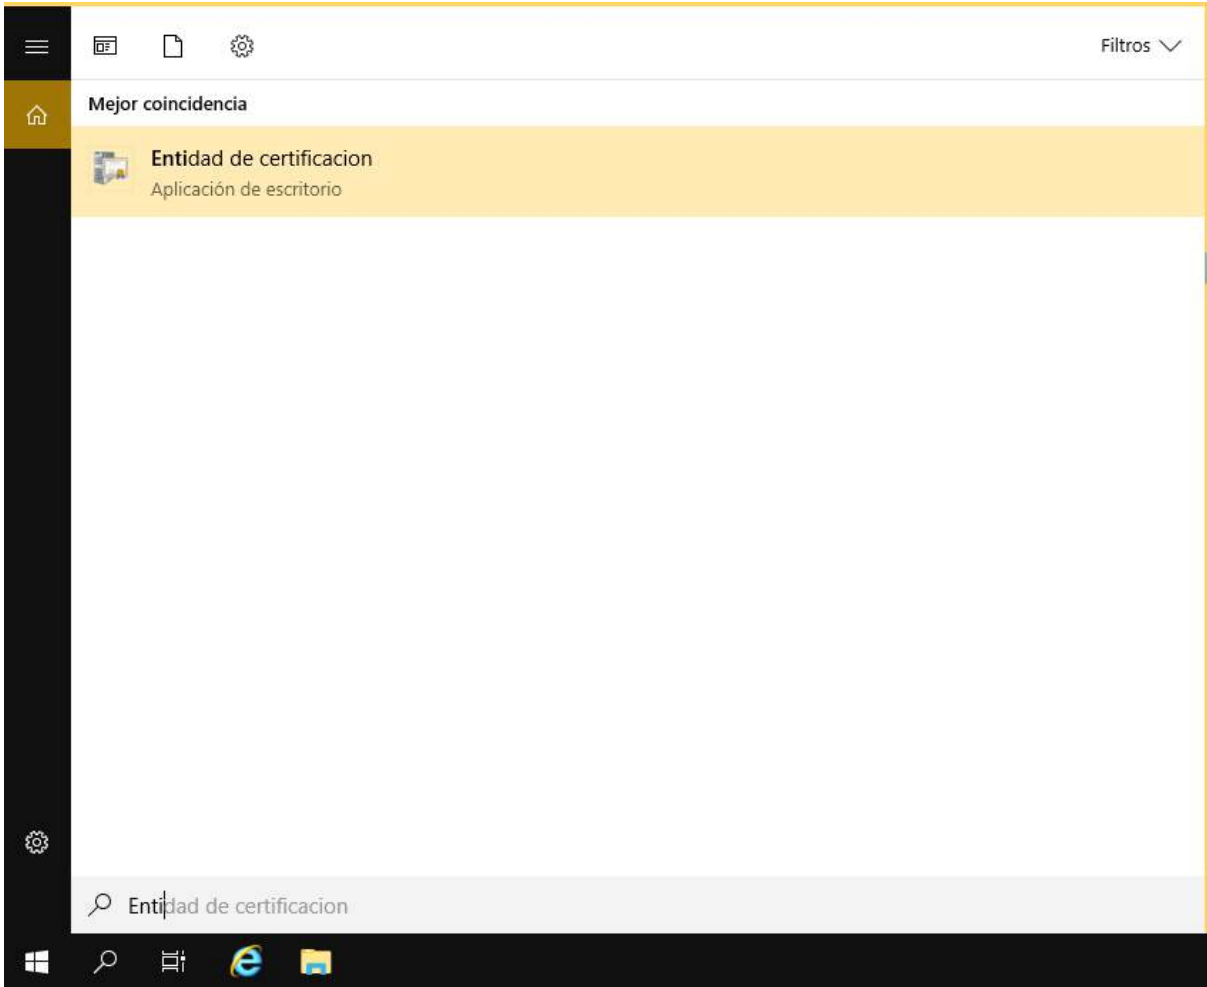 Filtros
Mejor coincidencia
Entidad de certificacion
Aplicación de escritorio
Entidad de certificacion